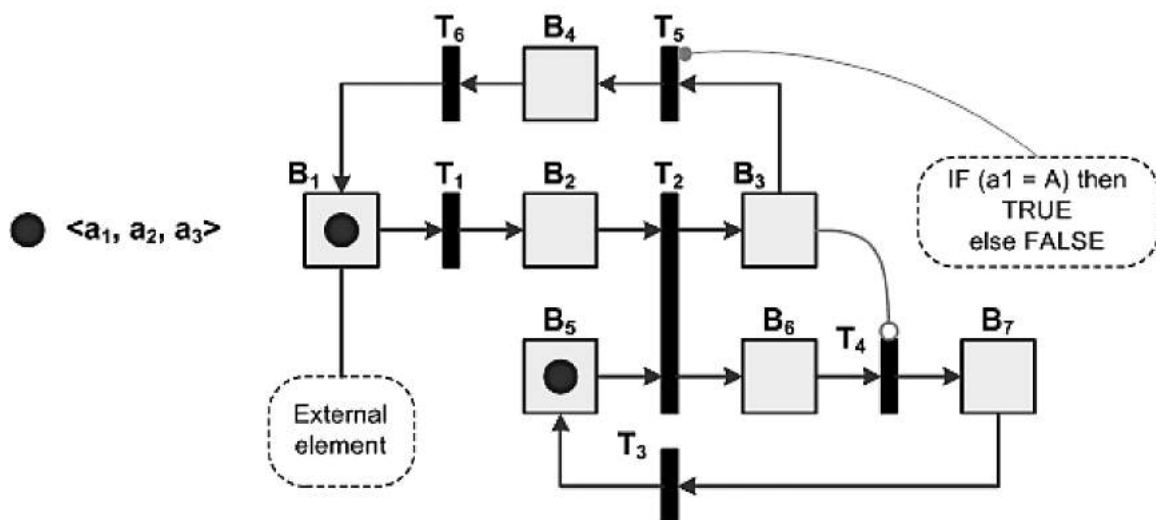 T₆
B₄
T₅
B₁
T₁
B₂
T₂
B₃
IF (a1 = A) then
TRUE
else FALSE
<a₁, a₂, a₃>
B₅
B₆
T₄
B₇
External
element
T₃